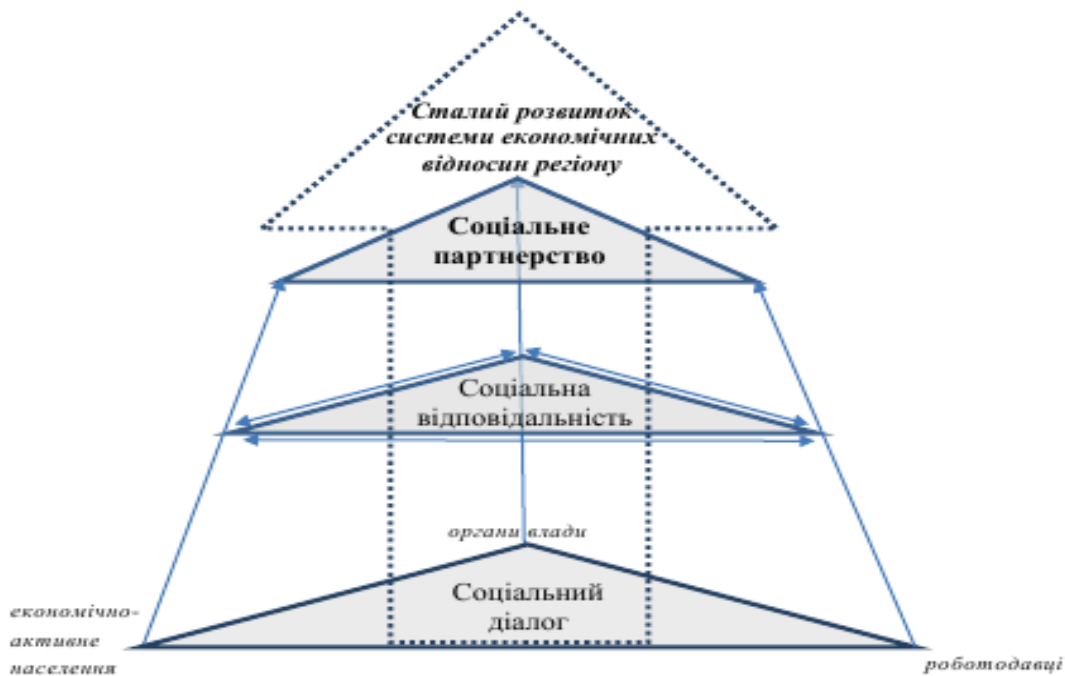 Сталий розвиток
системи економічних
відносин регіону
Соціальне
партнерство
Соціальна
відповідальність
органи влади
Соціальний
діалог
економічно-
активне
населення
роботодавці